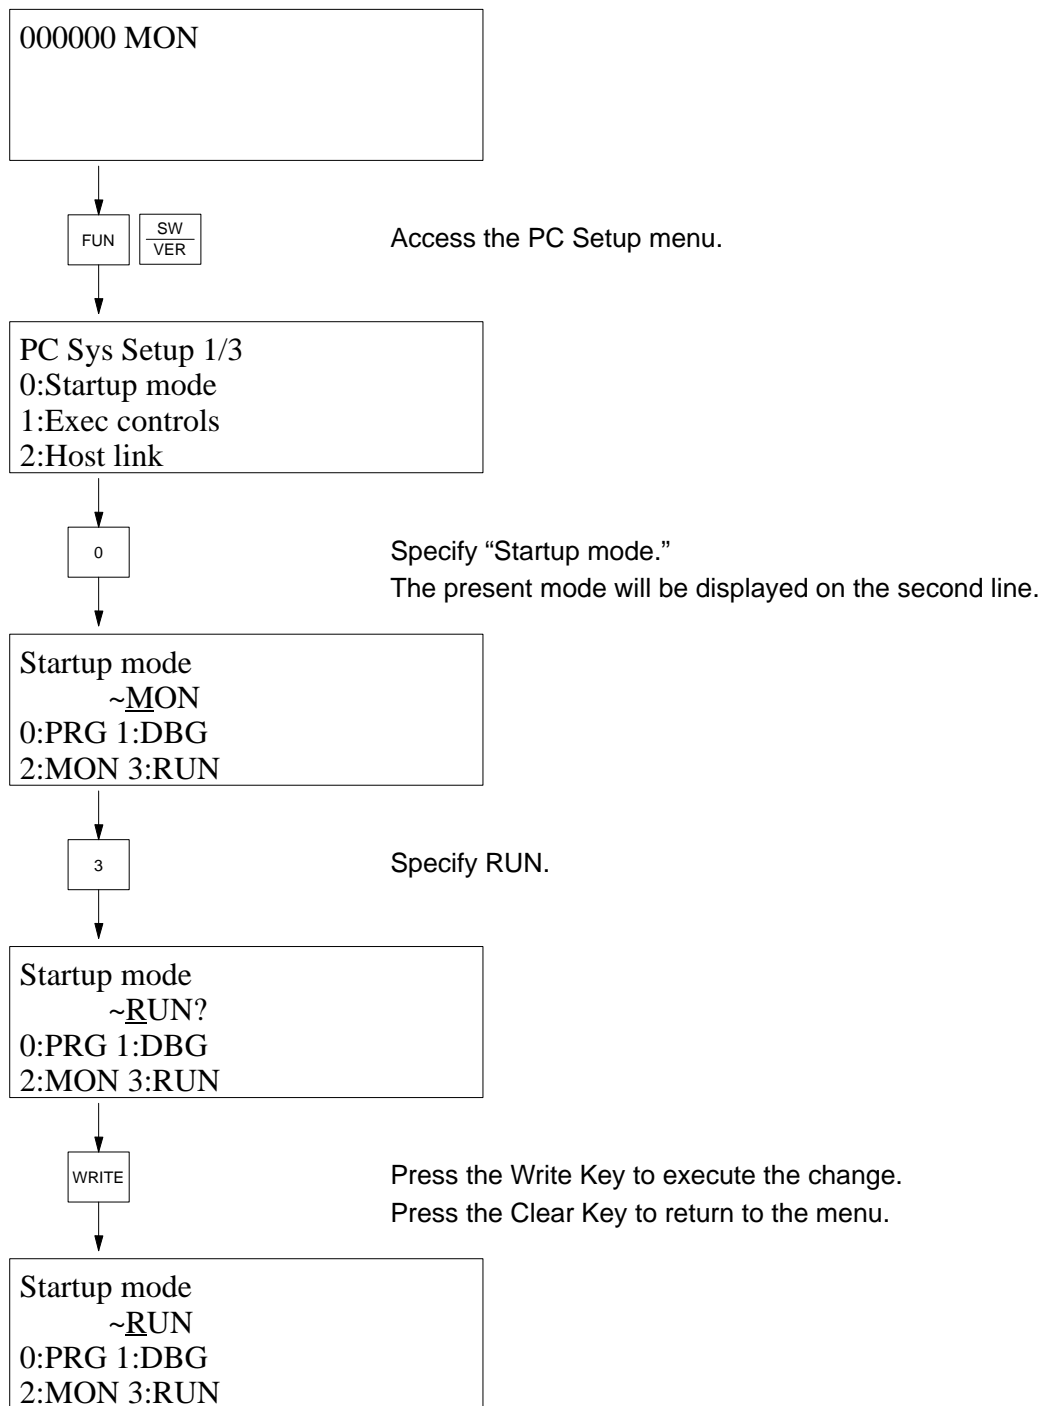 000000 MON
FUN
SW
VER
Access the PC Setup menu.
PC Sys Setup 1/3
0:Startup mode
1:Exec controls
2:Host link
0
Specify “Startup mode.”
The present mode will be displayed on the second line.
Startup mode
~MON
0:PRG 1:DBG
2:MON 3:RUN
3
Specify RUN.
Startup mode
~RUN?
0:PRG 1:DBG
2:MON 3:RUN
WRITE
Press the Write Key to execute the change.
Press the Clear Key to return to the menu.
Startup mode
~RUN
0:PRG 1:DBG
2:MON 3:RUN